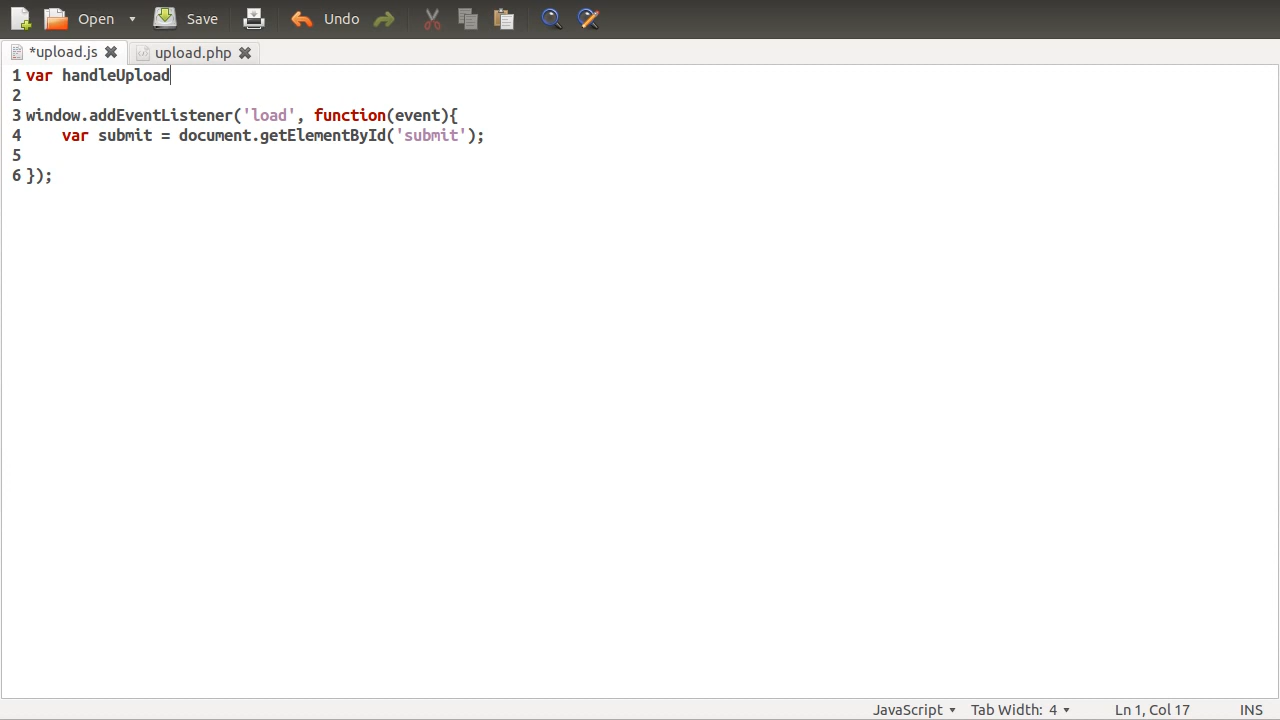 Open Save Undo
*upload.js upload.php
1 var handleUpload
2
3 window.addEventListener('load', function(event){
4     var submit = document.getElementById('submit');
5
6 });
JavaScript Tab Width: 4 Ln 1, Col 17 INS